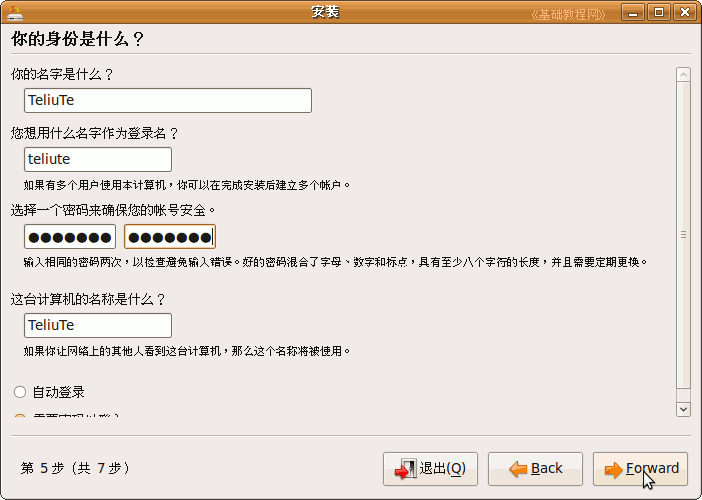 安装
《基础教程网》
你的身份是什么？
你的名字是什么？
TeliuTe
您想用什么名字作为登录名？
teliute
如果有多个用户使用本计算机，你可以在完成安装后建立多个帐户。
选择一个密码来确保您的帐号安全。
输入相同的密码两次，以检查避免输入错误。好的密码混合了字母、数字和标点，具有至少八个字符的长度，并且需要定期更换。
这台计算机的名称是什么？
TeliuTe
如果你让网络上的其他人看到这台计算机，那么这个名称将被使用。
自动登录
第 5 步（共 7 步）
退出(Q)
Back
Forward